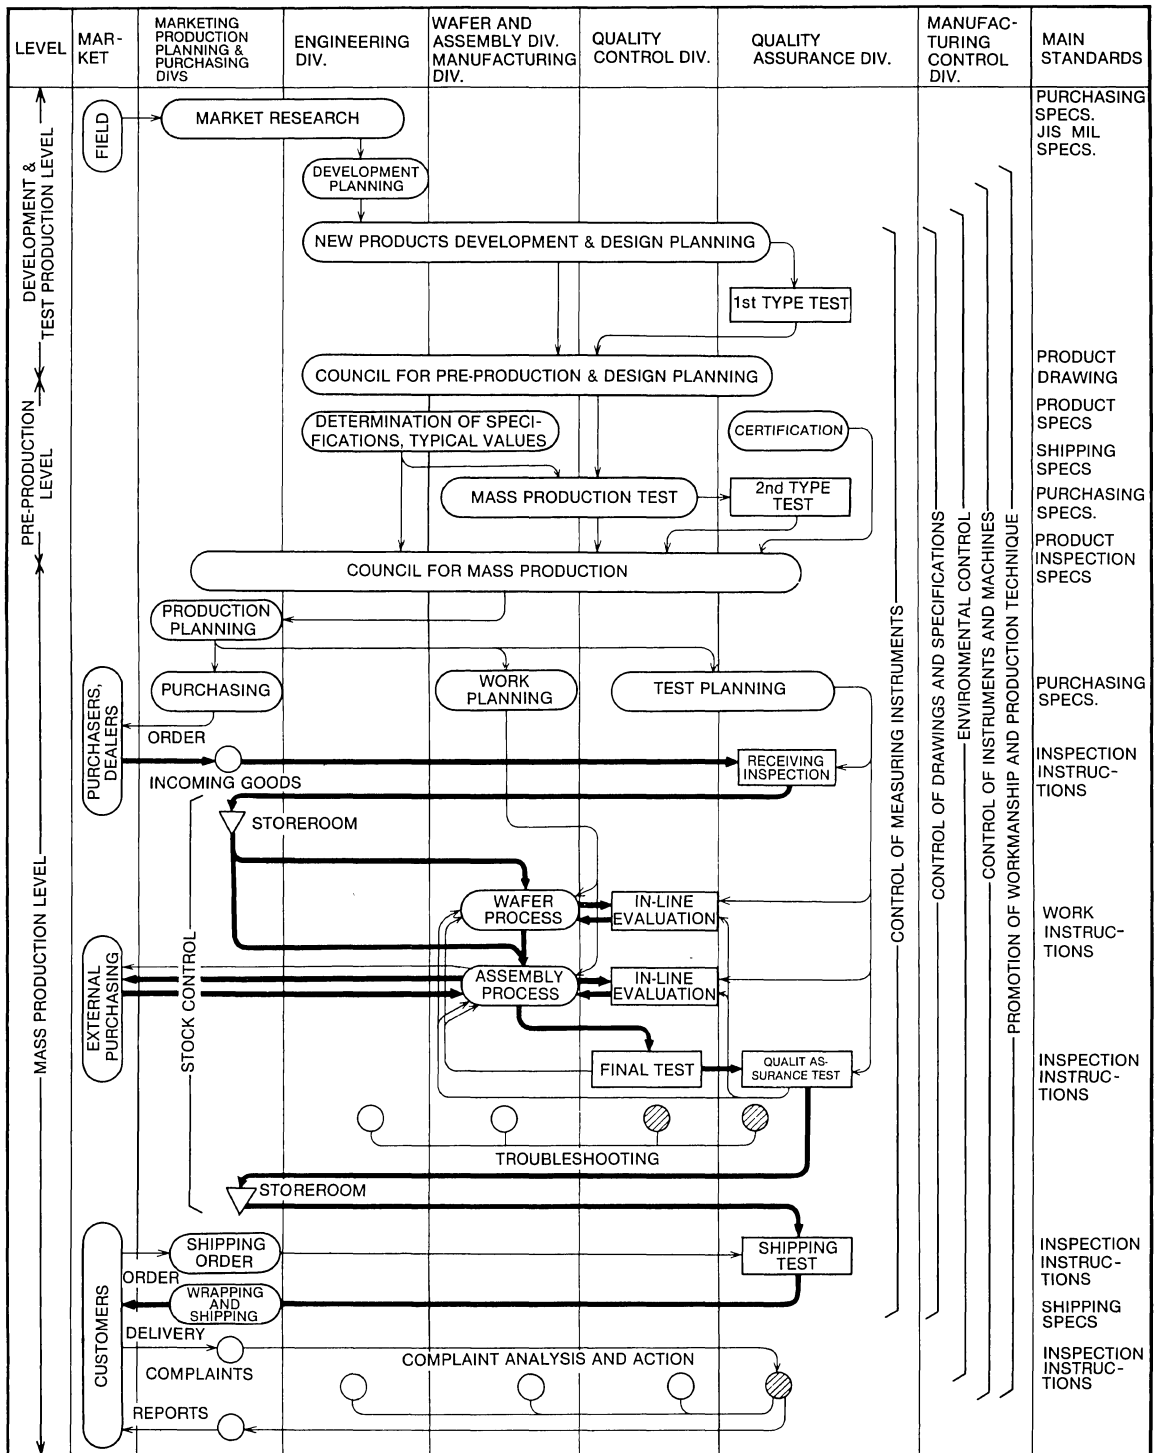 LEVEL
MAR-
KET
MARKETING
PRODUCTION
PLANNING &
PURCHASING
DIVS
ENGINEERING
DIV.
WAFER AND
ASSEMBLY DIV.
MANUFACTURING
DIV.
QUALITY
CONTROL DIV.
QUALITY
ASSURANCE DIV.
MANUFAC-
TURING
CONTROL
DIV.
MAIN
STANDARDS
DEVELOPMENT &
TEST PRODUCTION LEVEL
FIELD
MARKET RESEARCH
PURCHASING
SPECS.
JIS MIL
SPECS.
DEVELOPMENT
PLANNING
NEW PRODUCTS DEVELOPMENT & DESIGN PLANNING
1st TYPE TEST
COUNCIL FOR PRE-PRODUCTION & DESIGN PLANNING
PRODUCT
DRAWING
PRE-PRODUCTION
LEVEL
DETERMINATION OF SPECI-
FICATIONS, TYPICAL VALUES
CERTIFICATION
PRODUCT
SPECS
SHIPPING
SPECS
MASS PRODUCTION TEST
2nd TYPE
TEST
PURCHASING
SPECS.
COUNCIL FOR MASS PRODUCTION
PRODUCT
INSPECTION
SPECS
MASS PRODUCTION LEVEL
PRODUCTION
PLANNING
PURCHASERS,
DEALERS
PURCHASING
WORK
PLANNING
TEST PLANNING
PURCHASING
SPECS.
ORDER
INCOMING GOODS
RECEIVING
INSPECTION
INSPECTION
INSTRUC-
TIONS
STOREROOM
STOCK CONTROL
WAFER
PROCESS
IN-LINE
EVALUATION
WORK
INSTRUC-
TIONS
EXTERNAL
PURCHASING
ASSEMBLY
PROCESS
IN-LINE
EVALUATION
FINAL TEST
QUALIT AS-
SURANCE TEST
INSPECTION
INSTRUC-
TIONS
TROUBLESHOOTING
STOREROOM
CUSTOMERS
SHIPPING
ORDER
SHIPPING
TEST
INSPECTION
INSTRUC-
TIONS
ORDER
WRAPPING
AND
SHIPPING
SHIPPING
SPECS
DELIVERY
COMPLAINTS
COMPLAINT ANALYSIS AND ACTION
INSPECTION
INSTRUC-
TIONS
REPORTS
CONTROL OF MEASURING INSTRUMENTS
CONTROL OF DRAWINGS AND SPECIFICATIONS
ENVIRONMENTAL CONTROL
CONTROL OF INSTRUMENTS AND MACHINES
PROMOTION OF WORKMANSHIP AND PRODUCTION TECHNIQUE